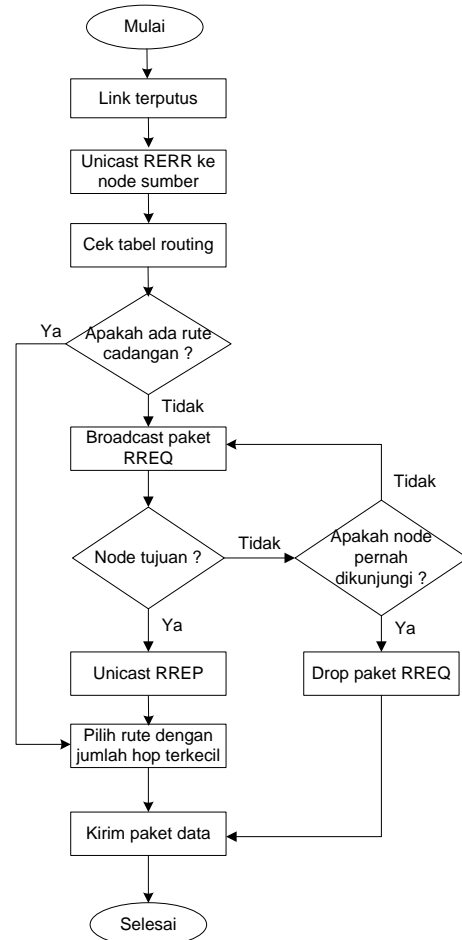 Mulai
Link terputus
Unicast RERR ke
node sumber
Cek tabel routing
Ya
Apakah ada rute
cadangan ?
Tidak
Broadcast paket
RREQ
Tidak
Node tujuan ?
Tidak
Apakah node
pernah
dikunjungi ?
Ya
Ya
Unicast RREP
Drop paket RREQ
Pilih rute dengan
jumlah hop terkecil
Kirim paket data
Selesai